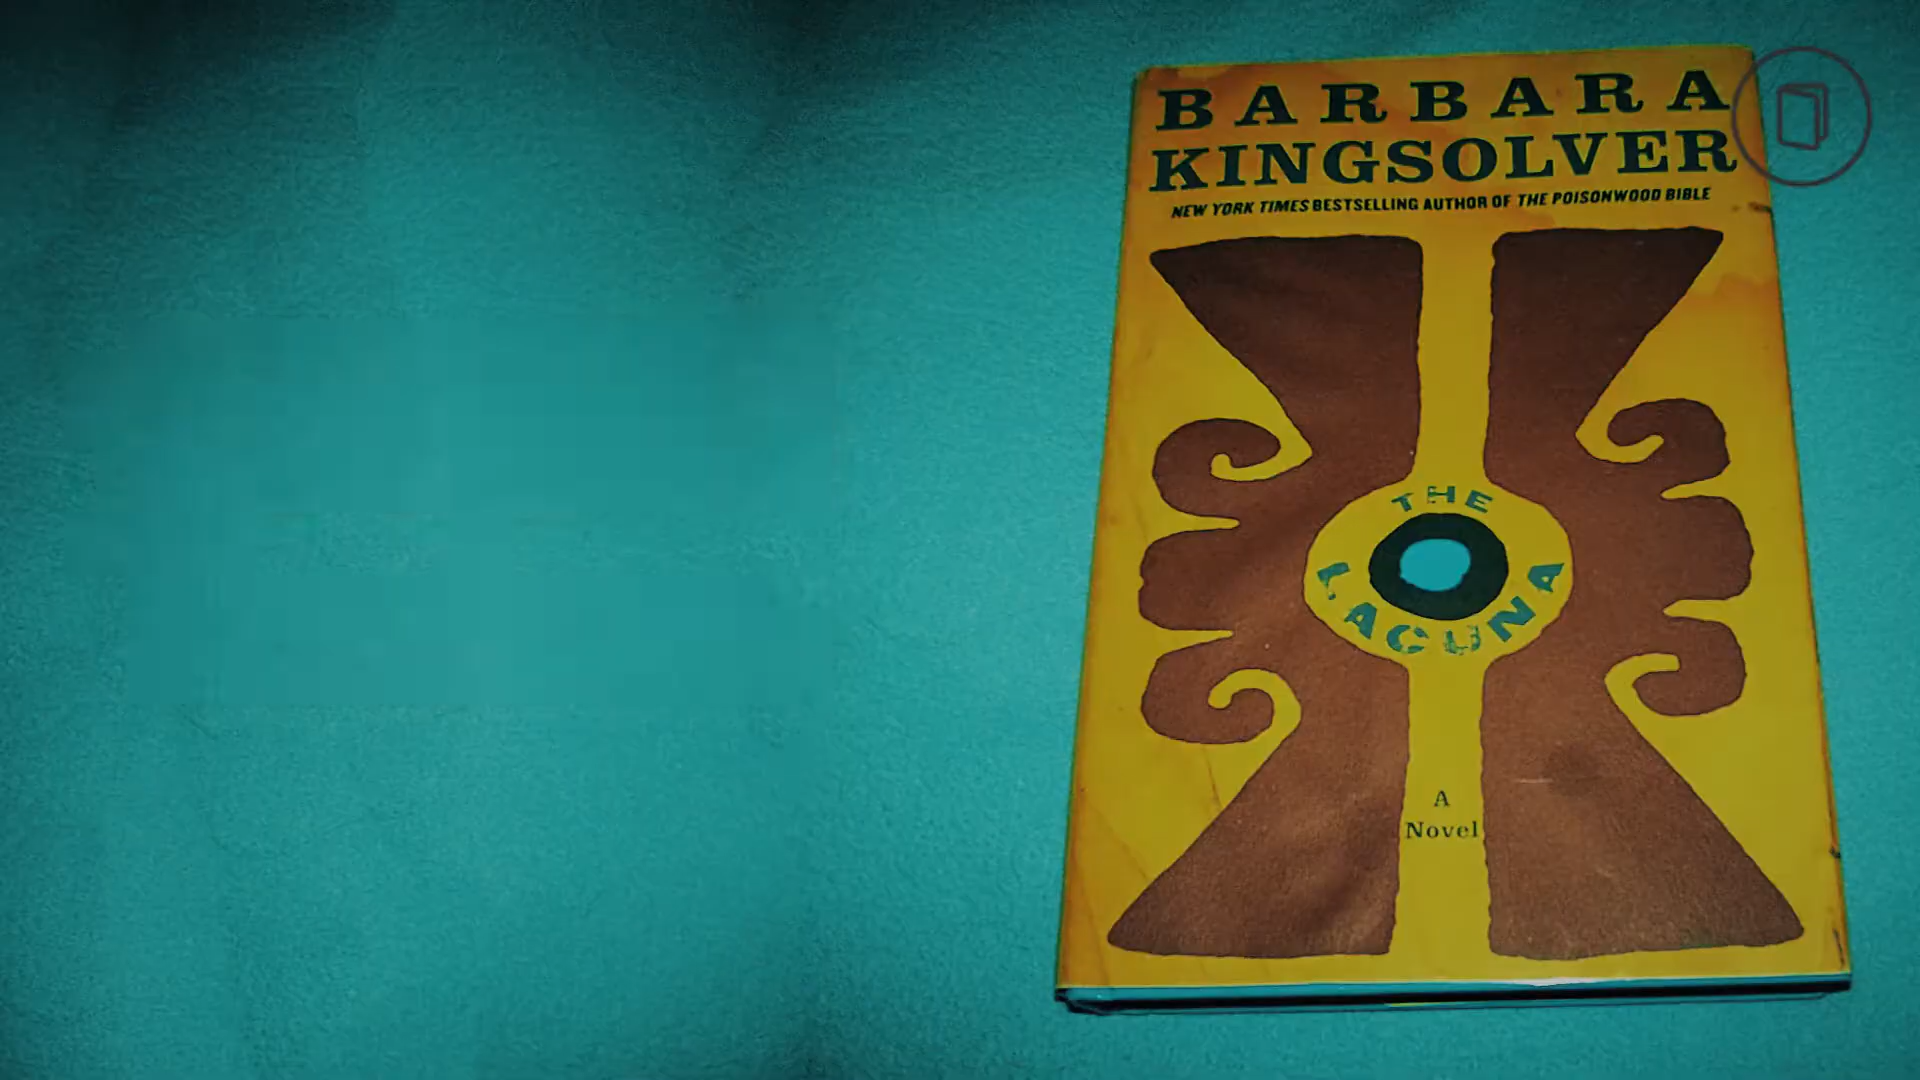 BARBARA
KINGSOLVER
NEW YORK TIMES BESTSELLING AUTHOR OF THE POISONWOOD BIBLE
THE
LACUNA
A
Novel